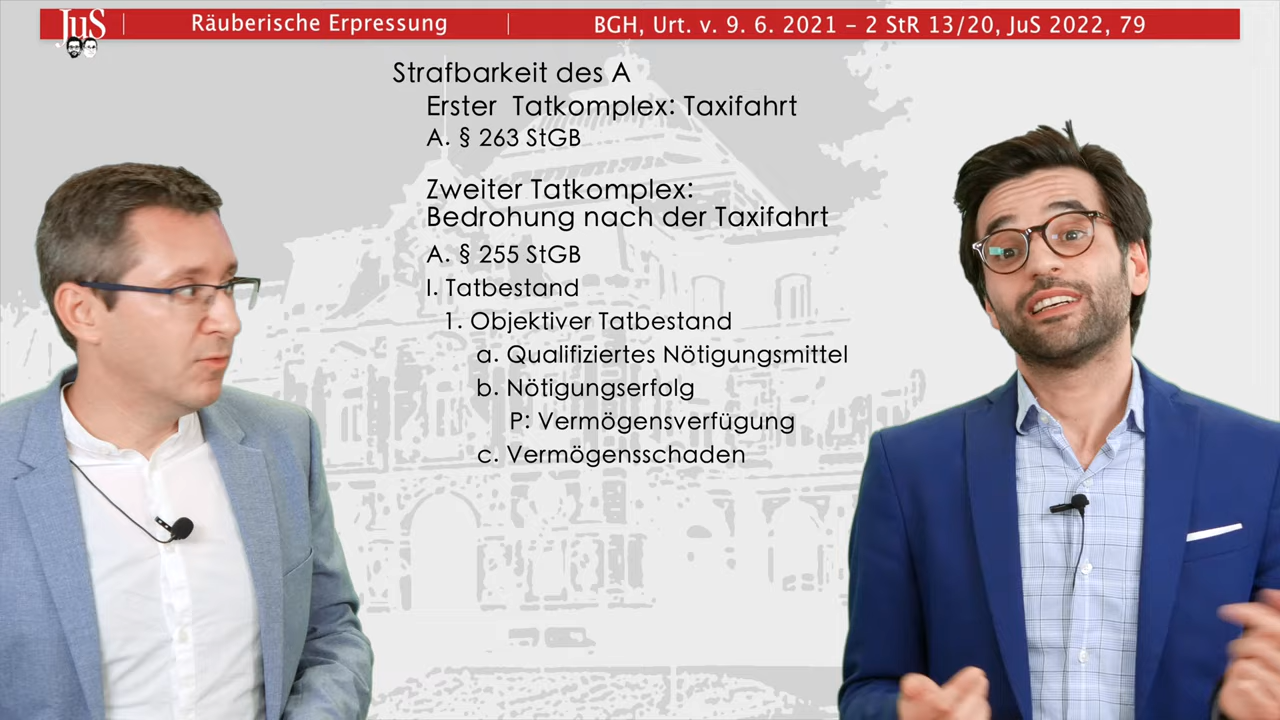 JuS
Räuberische Erpressung
BGH, Urt. v. 9. 6. 2021 – 2 StR 13/20, JuS 2022, 79
Strafbarkeit des A
Erster Tatkomplex: Taxifahrt
A. § 263 StGB
Zweiter Tatkomplex:
Bedrohung nach der Taxifahrt
A. § 255 StGB
I. Tatbestand
1. Objektiver Tatbestand
a. Qualifiziertes Nötigungsmittel
b. Nötigungserfolg
P: Vermögensverfügung
c. Vermögensschaden